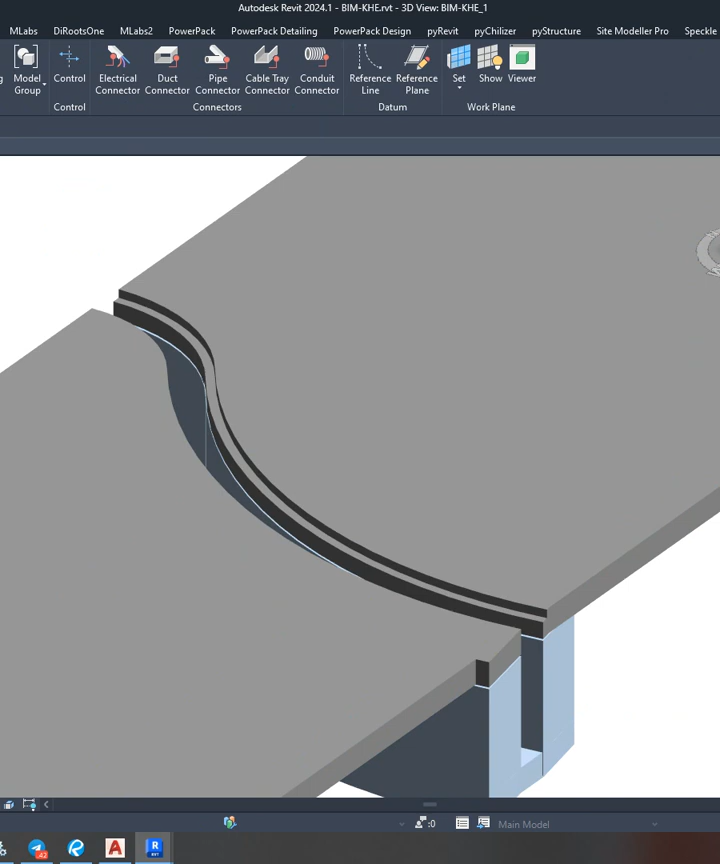 Autodesk Revit 2024.1 - BIM-KHE.rvt - 3D View: BIM-KHE_1
MLabs DiRootsOne MLabs2 PowerPack PowerPack Detailing PowerPack Design pyRevit pyChilizer pyStructure Site Modeller Pro Speckle
g Model Group Control Electrical Connector Duct Connector Pipe Connector Cable Tray Connector Conduit Connector Reference Line Reference Plane Set Show Viewer
Control Connectors Datum Work Plane
:0 Main Model
42 A R RVT